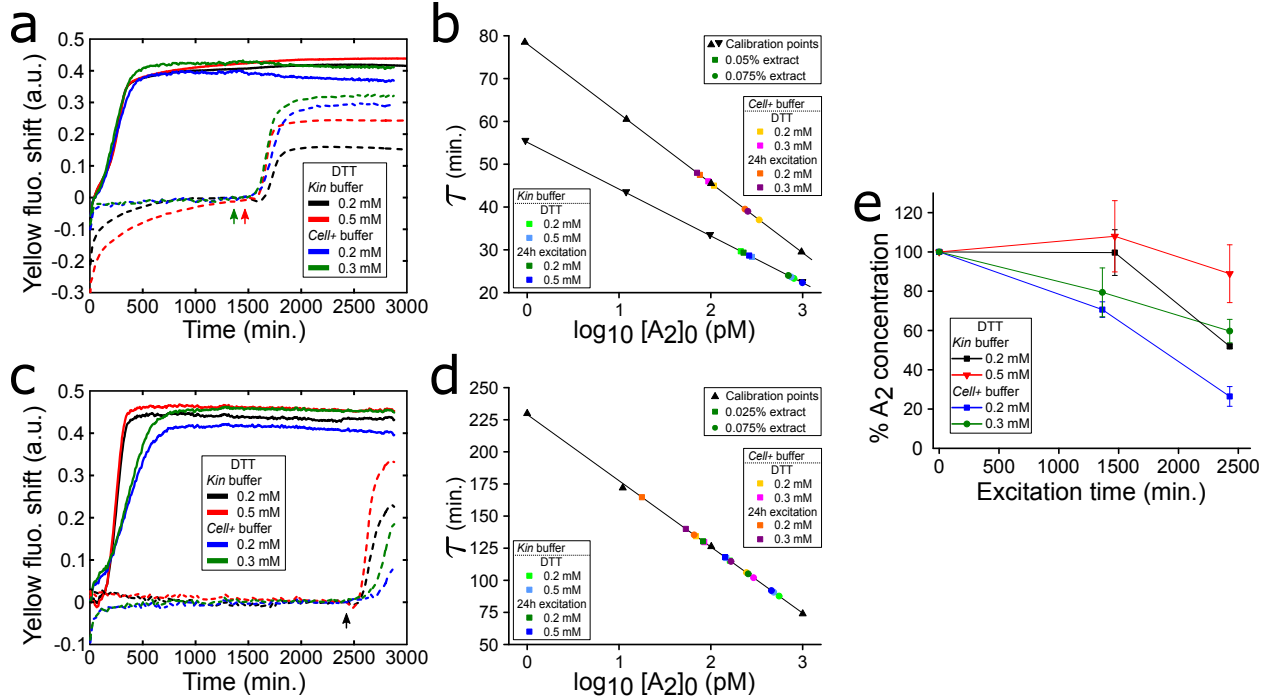 a
0.5
0.4
0.3
0.2
0.1
0
-0.1
-0.2
-0.3
Yellow fluo. shift (a.u.)
0 500 1000 1500 2000 2500 3000
Time (min.)
DTT
Kin buffer
0.2 mM
0.5 mM
Cell+ buffer
0.2 mM
0.3 mM
b
80
70
60
50
40
30
20
τ (min.)
0 1 2 3
log10 [A2]0 (pM)
Calibration points
0.05% extract
0.075% extract
Cell+ buffer
DTT
0.2 mM
0.3 mM
24h excitation
0.2 mM
0.3 mM
Kin buffer
DTT
0.2 mM
0.5 mM
24h excitation
0.2 mM
0.5 mM
c
0.5
0.4
0.3
0.2
0.1
0
-0.1
Yellow fluo. shift (a.u.)
0 500 1000 1500 2000 2500 3000
Time (min.)
DTT
Kin buffer
0.2 mM
0.5 mM
Cell+ buffer
0.2 mM
0.3 mM
d
250
225
200
175
150
125
100
75
50
τ (min.)
0 1 2 3
log10 [A2]0 (pM)
Calibration points
0.025% extract
0.075% extract
Cell+ buffer
DTT
0.2 mM
0.3 mM
24h excitation
0.2 mM
0.3 mM
Kin buffer
DTT
0.2 mM
0.5 mM
24h excitation
0.2 mM
0.5 mM
e
120
100
80
60
40
20
0
% A2 concentration
0 500 1000 1500 2000 2500
Excitation time (min.)
DTT
Kin buffer
0.2 mM
0.5 mM
Cell+ buffer
0.2 mM
0.3 mM